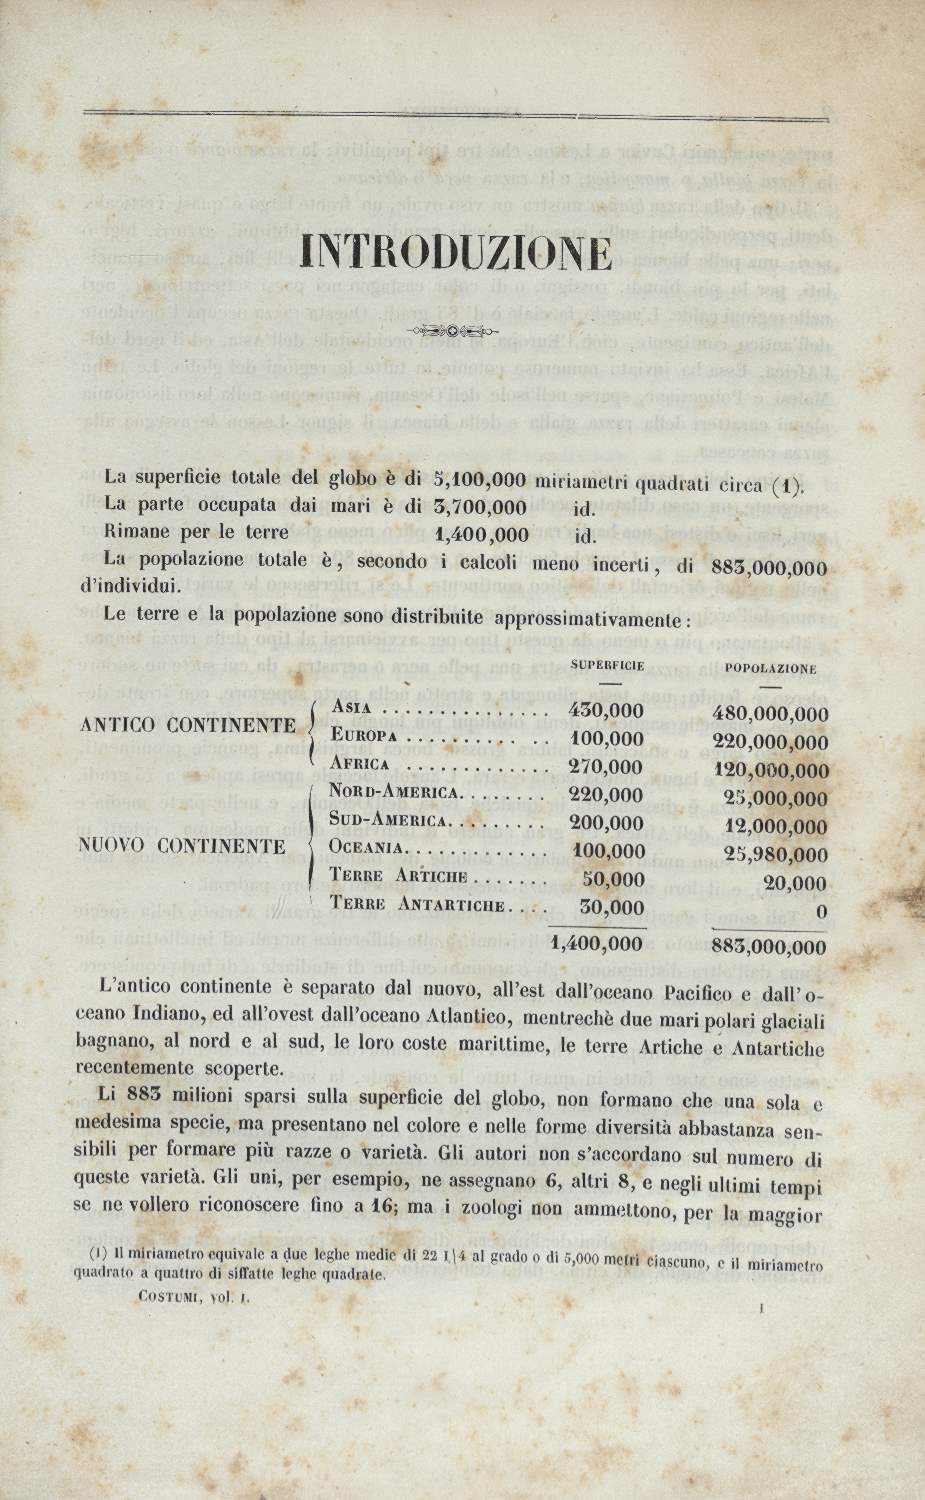 INTRODUZIONE
La superficie totale del globo è di 5,100,000 miriametri quadrati circa (1).
La parte occupata dai mari è di 3,700,000 id.
Rimane per le terre 1,400,000 id.
La popolazione totale è, secondo i calcoli meno incerti, di 883,000,000
d'individui.
Le terre e la popolazione sono distribuite approssimativamente:
SUPERFICIE POPOLAZIONE
ANTICO CONTINENTE
ASIA . . . . . . . . . . . . . . . 430,000 480,000,000
EUROPA . . . . . . . . . . . . 100,000 220,000,000
AFRICA . . . . . . . . . . . . . 270,000 120,000,000
NUOVO CONTINENTE
NORD-AMERICA. . . . . . . . 220,000 25,000,000
SUD-AMERICA. . . . . . . . . 200,000 12,000,000
OCEANIA. . . . . . . . . . . . . 100,000 25,980,000
TERRE ARTICHE . . . . . . . 50,000 20,000
TERRE ANTARTICHE. . . . 30,000 0
1,400,000 883,000,000
L'antico continente è separato dal nuovo, all'est dall'oceano Pacifico e dall' o-
ceano Indiano, ed all'ovest dall'oceano Atlantico, mentrechè due mari polari glaciali
bagnano, al nord e al sud, le loro coste marittime, le terre Artiche e Antartiche
recentemente scoperte.
Li 883 milioni sparsi sulla superficie del globo, non formano che una sola e
medesima specie, ma presentano nel colore e nelle forme diversità abbastanza sen-
sibili per formare più razze o varietà. Gli autori non s'accordano sul numero di
queste varietà. Gli uni, per esempio, ne assegnano 6, altri 8, e negli ultimi tempi
se ne vollero riconoscere fino a 16; ma i zoologi non ammettono, per la maggior
(1) Il miriametro equivale a due leghe medie di 22 1|4 al grado o di 5,000 metri ciascuno, e il miriametro
quadrato a quattro di siffatte leghe quadrate.
COSTUMI, vol. I. 1